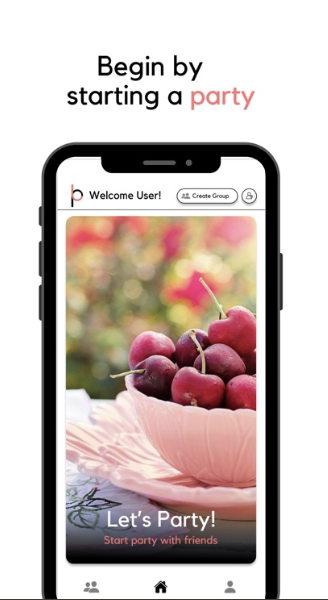 Begin by
starting a party
p Welcome User! Create Group
Let's Party!
Start party with friends